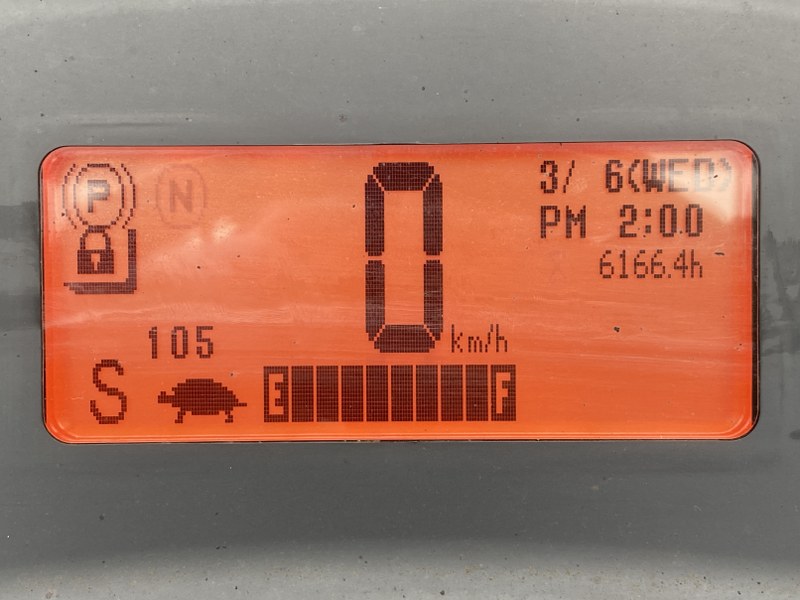 P N
3/ 6(WED)
PM 2:00
6166.4h
0 km/h
105
S E F